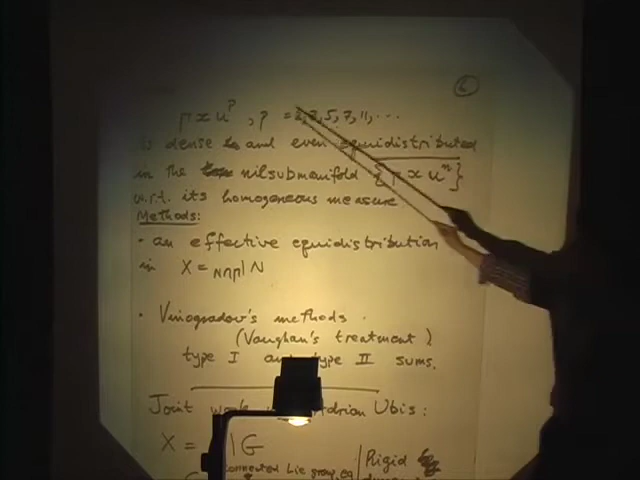 6
Γ x u^p , p = 2,3,5,7,11,...
is dense and even equidistributed
in the nilsubmanifold {Γ x u^n}
w.r.t. its homogeneous measure
Methods:
• an effective equidistribution
in X = N∩Γ\N
• Vinogradov's methods
(Vaughan's treatment)
type I and type II sums.
Joint work Adrian Ubis:
X = \G
connected Lie group, eq
Rigid